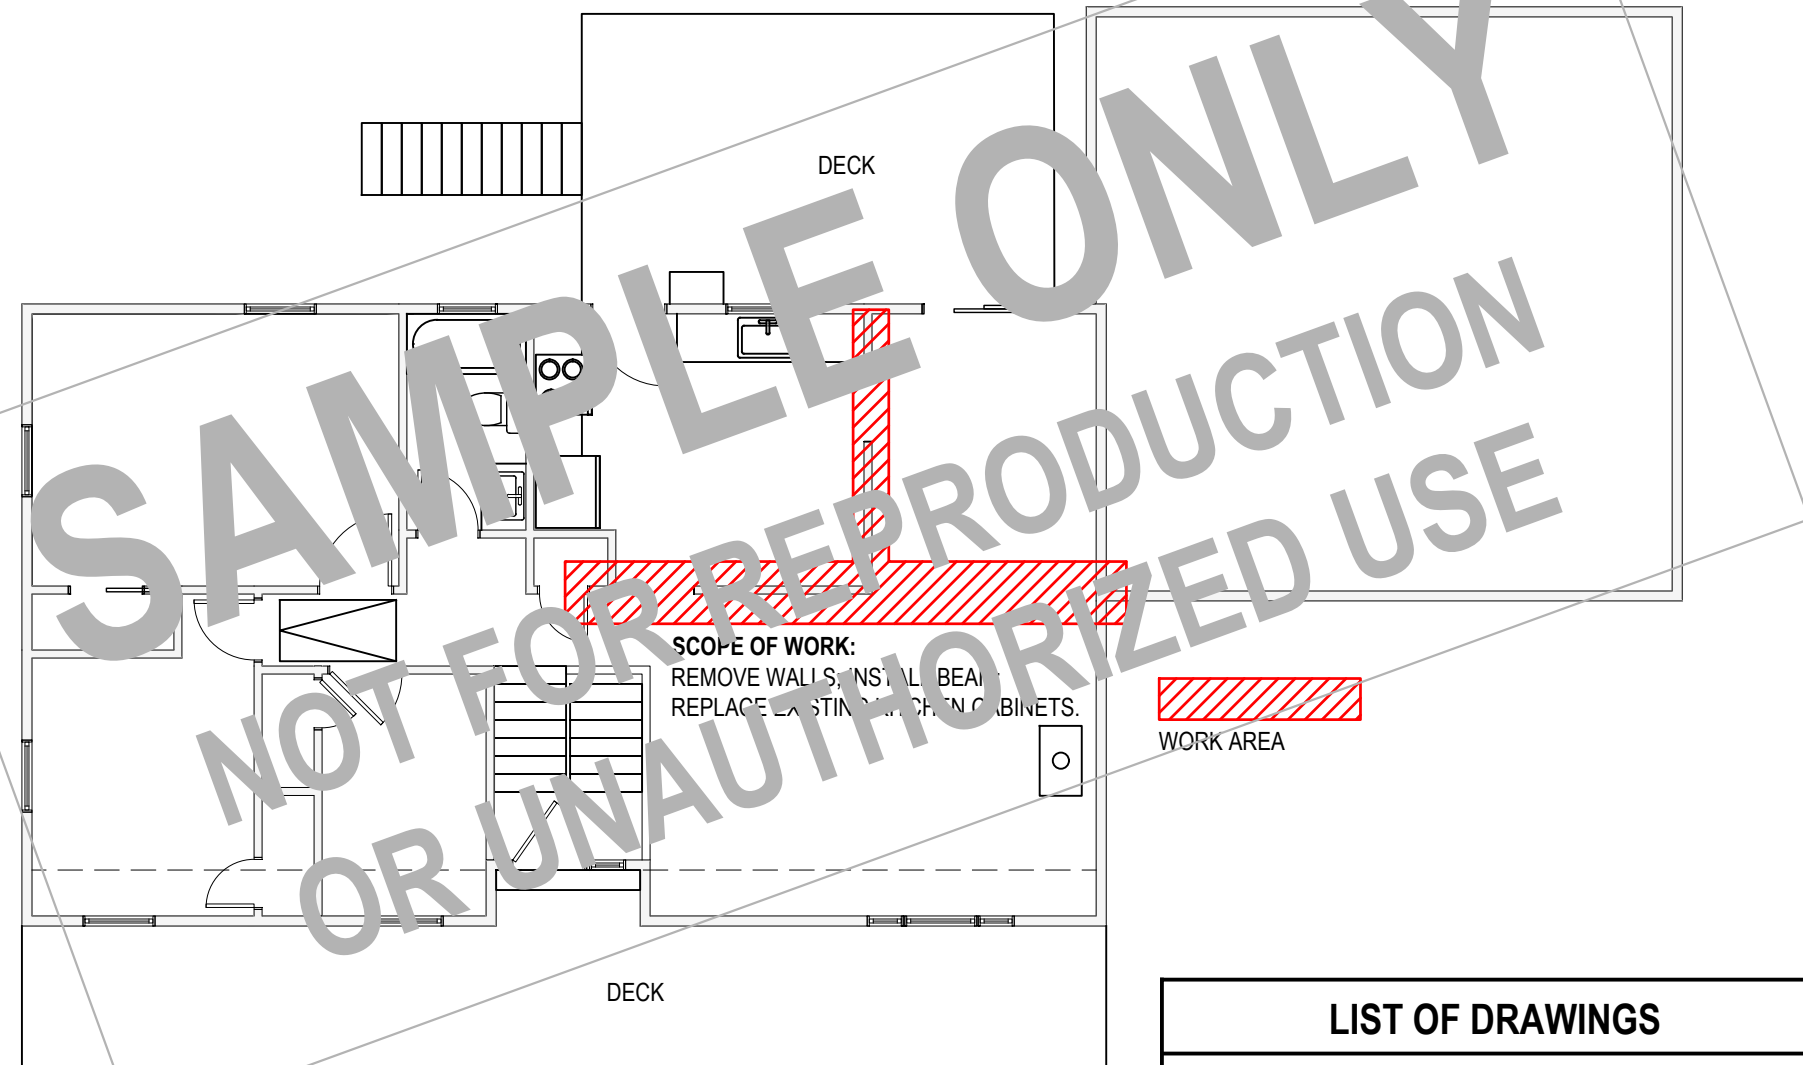 SAMPLE ONLY
NOT FOR REPRODUCTION
OR UNAUTHORIZED USE
DECK
SCOPE OF WORK:
REMOVE WALLS, INSTALL BEAM,
REPLACE EXISTING KITCHEN CABINETS.
WORK AREA
DECK
LIST OF DRAWINGS